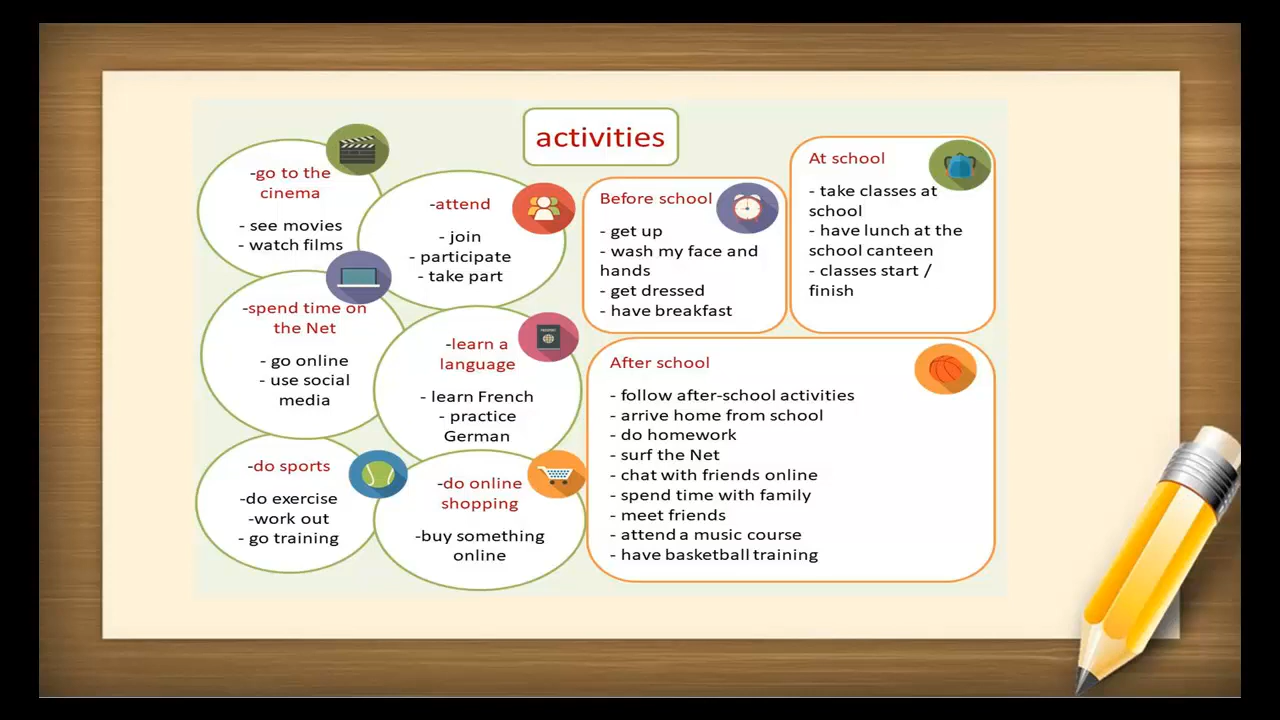 activities
-go to the
cinema
- see movies
- watch films
-attend
- join
- participate
- take part
-spend time on
the Net
- go online
- use social
media
-learn a
language
- learn French
- practice
German
-do sports
-do exercise
-work out
- go training
-do online
shopping
-buy something
online
Before school
- get up
- wash my face and
hands
- get dressed
- have breakfast
At school
- take classes at
school
- have lunch at the
school canteen
- classes start /
finish
After school
- follow after-school activities
- arrive home from school
- do homework
- surf the Net
- chat with friends online
- spend time with family
- meet friends
- attend a music course
- have basketball training